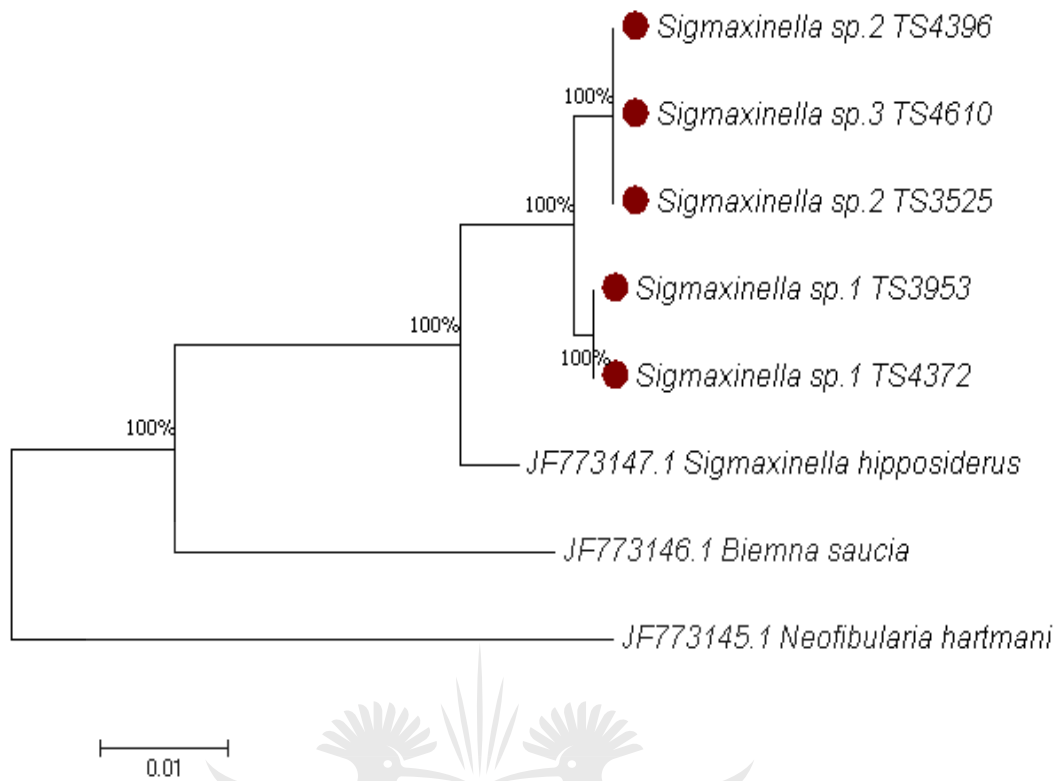 Sigmaxinella sp.2 TS4396
100%
Sigmaxinella sp.3 TS4610
Sigmaxinella sp.2 TS3525
100%
Sigmaxinella sp.1 TS3953
100%
100%
Sigmaxinella sp.1 TS4372
100%
JF773147.1 Sigmaxinella hipposiderus
JF773146.1 Biemna saucia
JF773145.1 Neofibularia hartmani
0.01